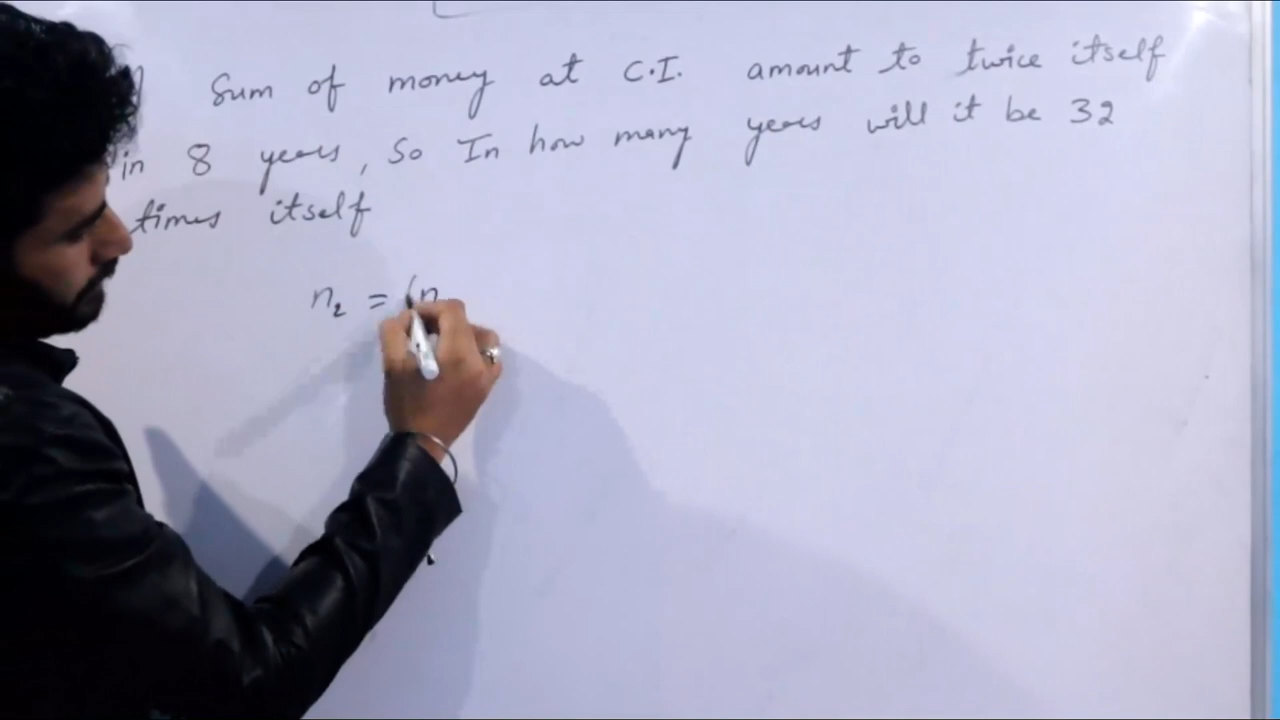 Sum of money at C.I. amount to twice itself
in 8 years, So In how many years will it be 32
times itself
n₂ = (n